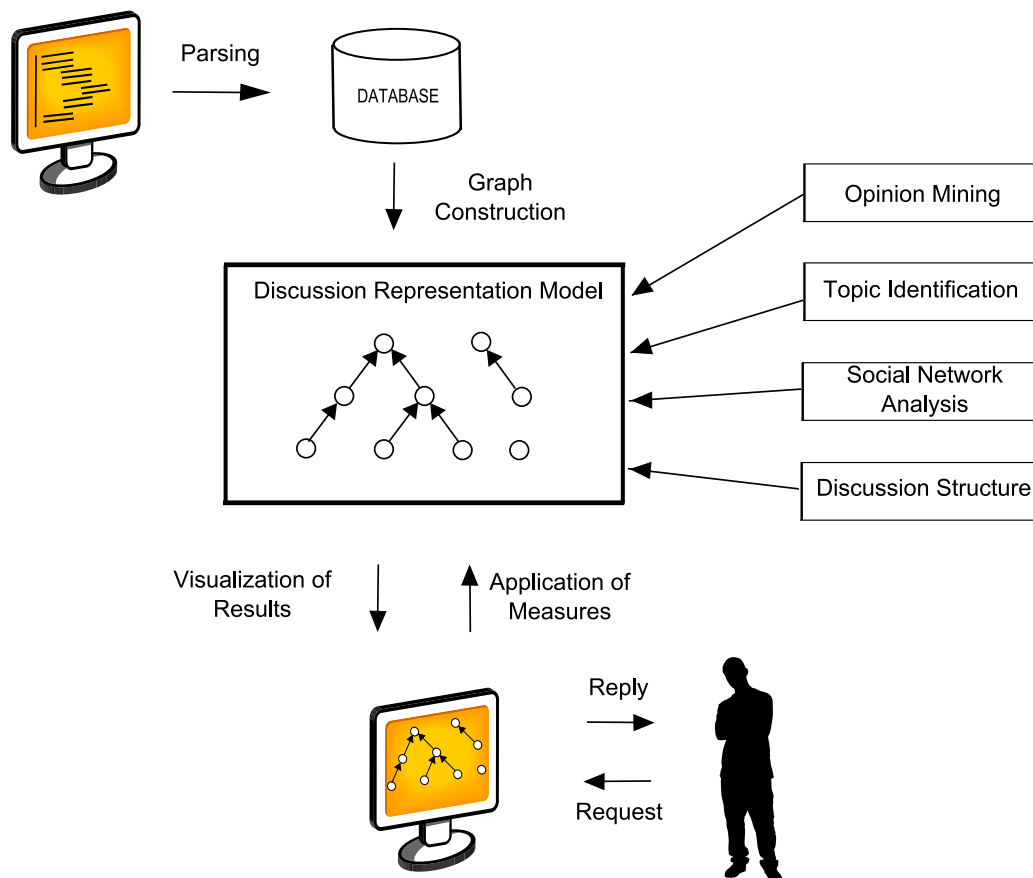 Parsing
DATABASE
Graph
Construction
Opinion Mining
Discussion Representation Model
Topic Identification
Social Network
Analysis
Discussion Structure
Visualization of
Results
Application of
Measures
Reply
Request